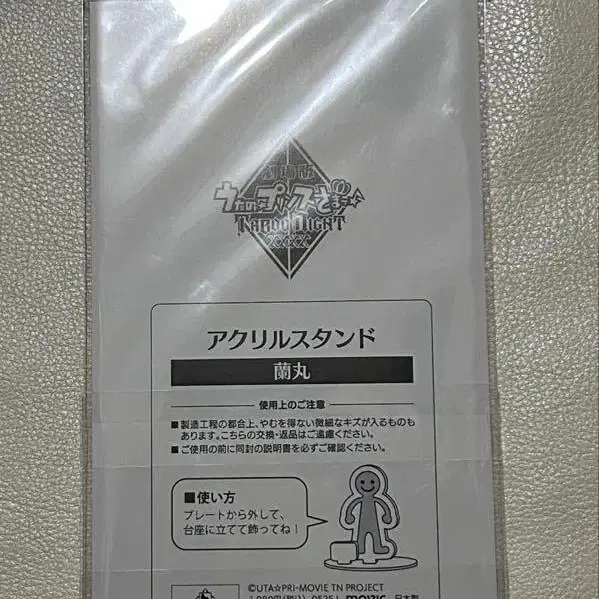 劇場版
うたの☆プリンスさまっ♪
TABOO NIGHT
XXXX
アクリルスタンド
蘭丸
使用上のご注意
■製造工程の都合上、やむを得ない微細なキズが入るものも
あります。こちらの交換・返品はご遠慮ください。
■ご使用の前に同封の説明書を必ずご確認ください。
■使い方
プレートから外して、
台座に立てて飾ってね!
©UTA☆PRI-MOVIE TN PROJECT
movic 日本製